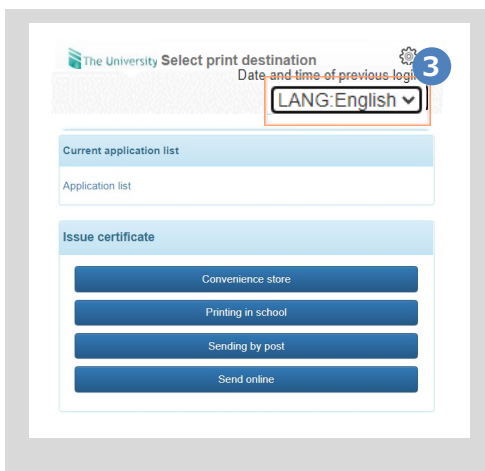 The University Select print destination
3
Date and time of previous login
LANG:English
Current application list
Application list
Issue certificate
Convenience store
Printing in school
Sending by post
Send online